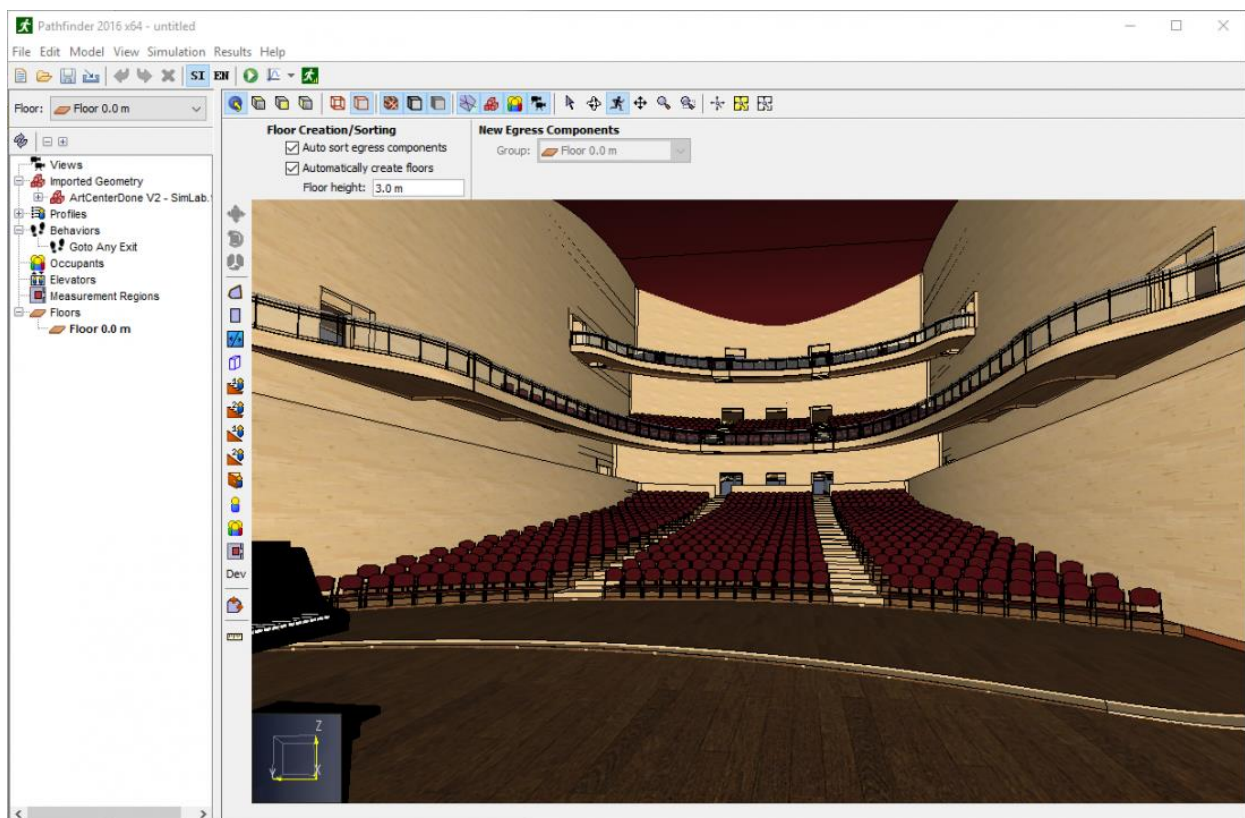 Pathfinder 2016 x64 - untitled
File Edit Model View Simulation Results Help
SI EN
Floor: Floor 0.0 m
Floor Creation/Sorting
Auto sort egress components
Automatically create floors
Floor height: 3.0 m
New Egress Components
Group: Floor 0.0 m
Views
Imported Geometry
ArtCenterDone V2 - SimLab.
Profiles
Behaviors
Goto Any Exit
Occupants
Elevators
Measurement Regions
Floors
Floor 0.0 m
Dev
Z
Y X